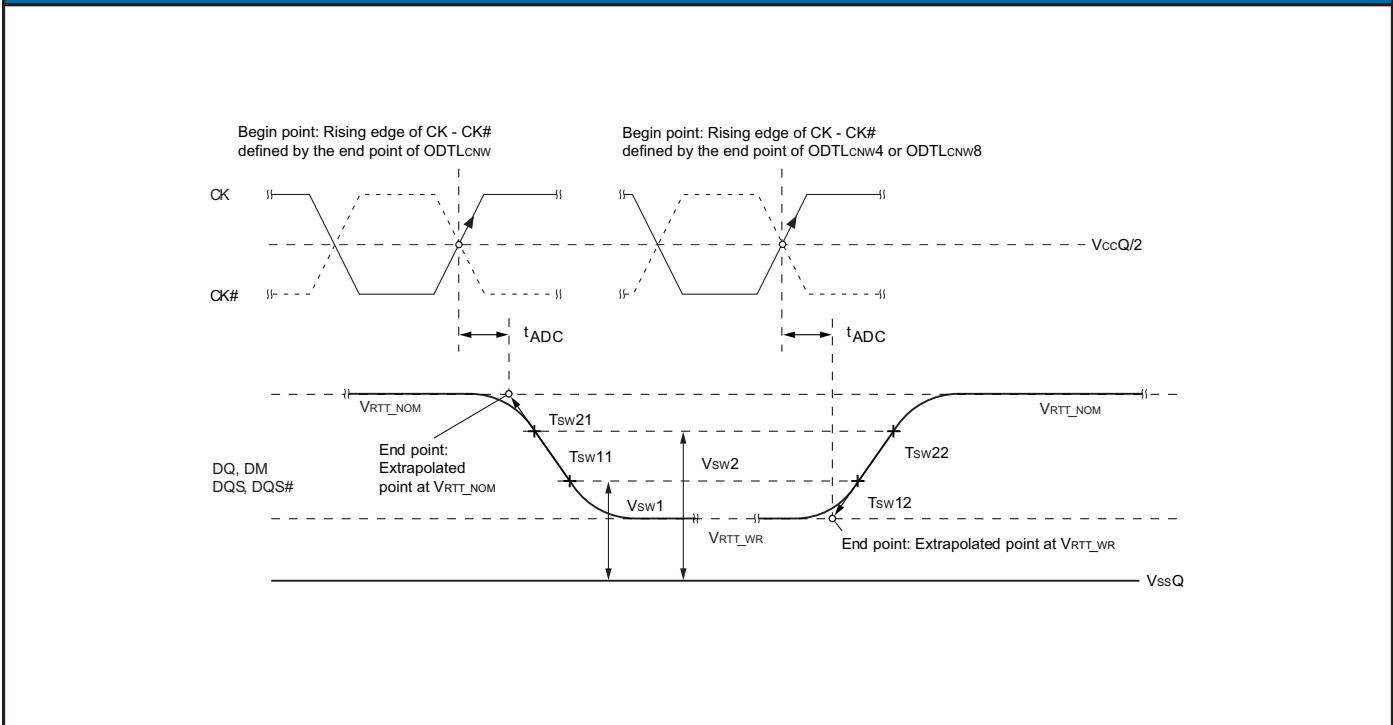 Begin point: Rising edge of CK - CK#
defined by the end point of ODTLCNW
Begin point: Rising edge of CK - CK#
defined by the end point of ODTLCNW4 or ODTLCNW8
CK
VCCQ/2
CK#
tADC
tADC
VRTT_NOM
VRTT_NOM
TSW21
End point:
Extrapolated
point at VRTT_NOM
TSW11
VSW2
TSW22
DQ, DM
DQS, DQS#
VSW1
TSW12
VRTT_WR
End point: Extrapolated point at VRTT_WR
VSSQ